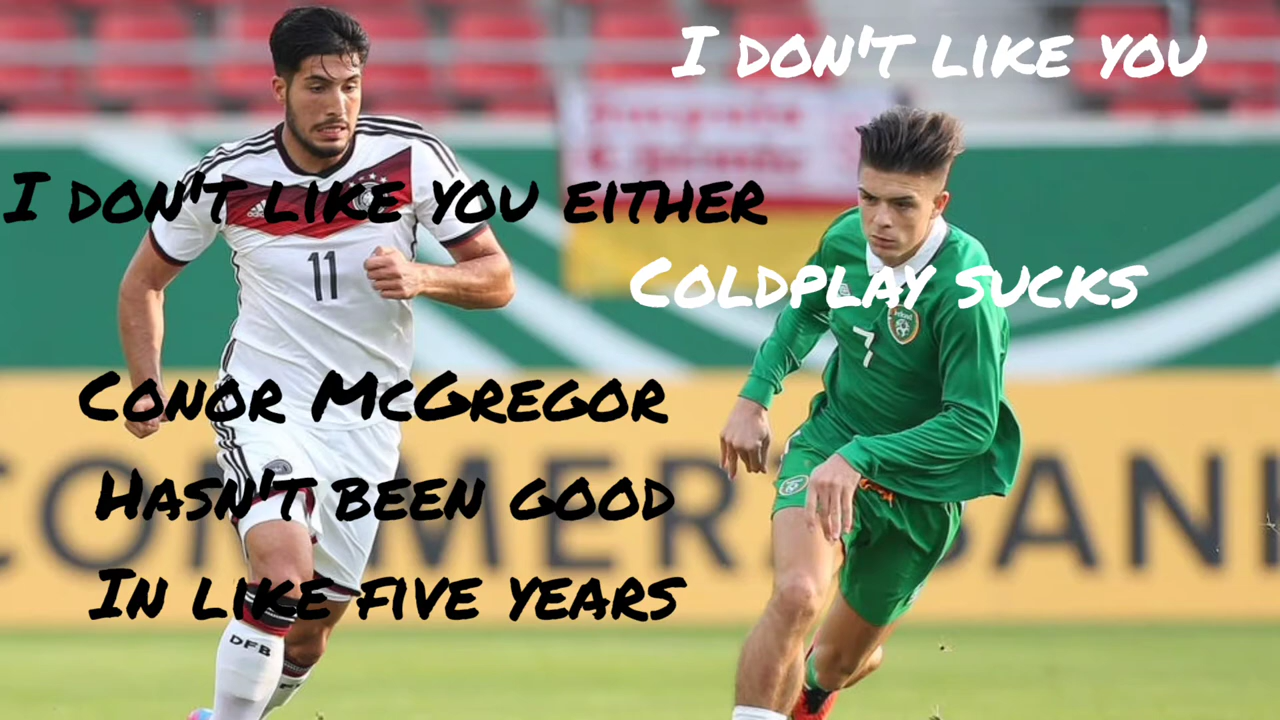 I don't like you
I don't like you either
11
Coldplay sucks
7
Conor McGregor
Hasn't been good
In like five years
DFB